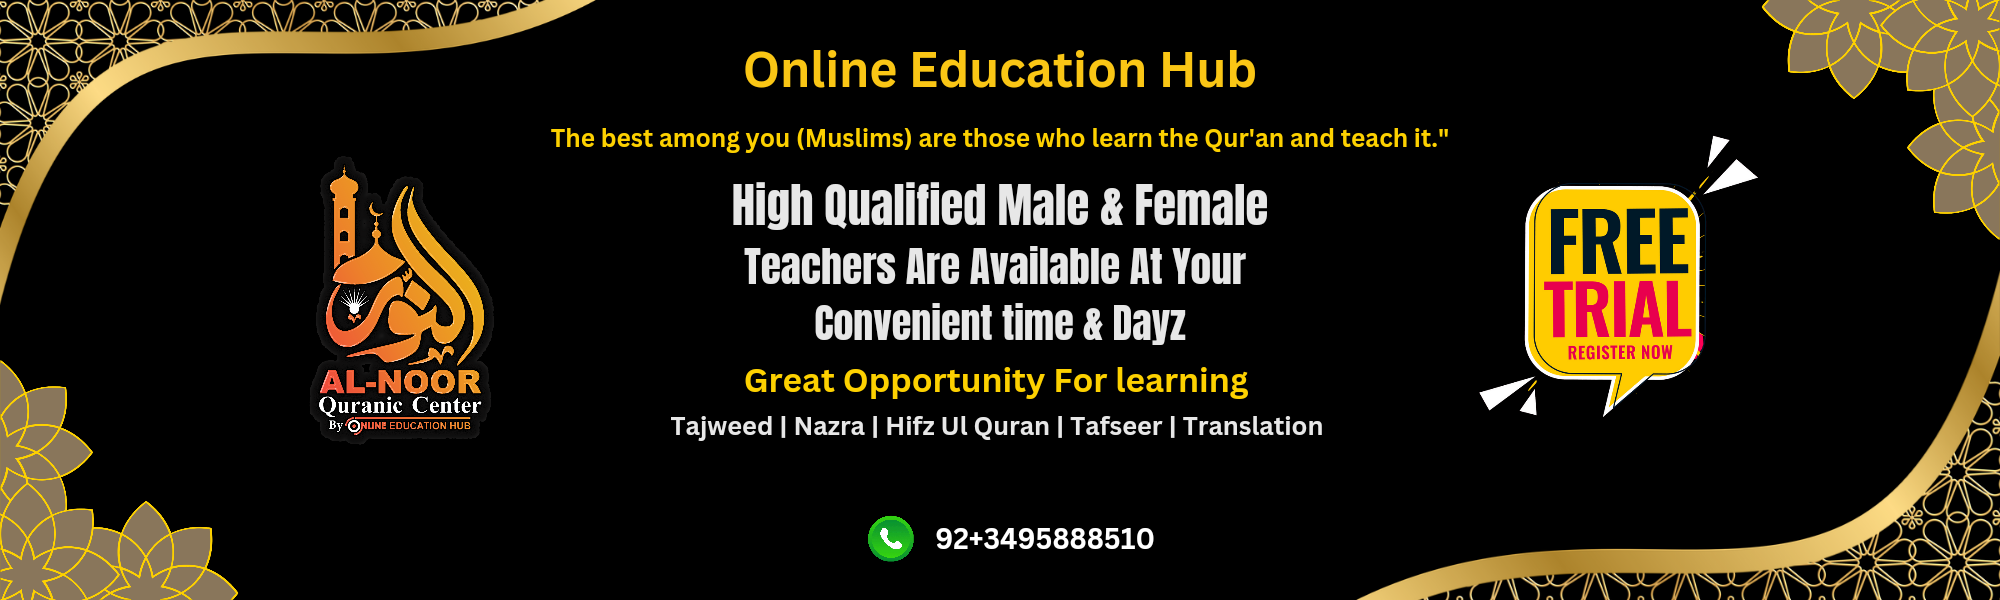 Online Education Hub
The best among you (Muslims) are those who learn the Qur'an and teach it."
High Qualified Male & Female
Teachers Are Available At Your
Convenient time & Dayz
Great Opportunity For learning
Tajweed | Nazra | Hifz Ul Quran | Tafseer | Translation
92+3495888510
النور
AL-NOOR
Quranic Center
By ONLINE EDUCATION HUB
FREE
TRIAL
REGISTER NOW